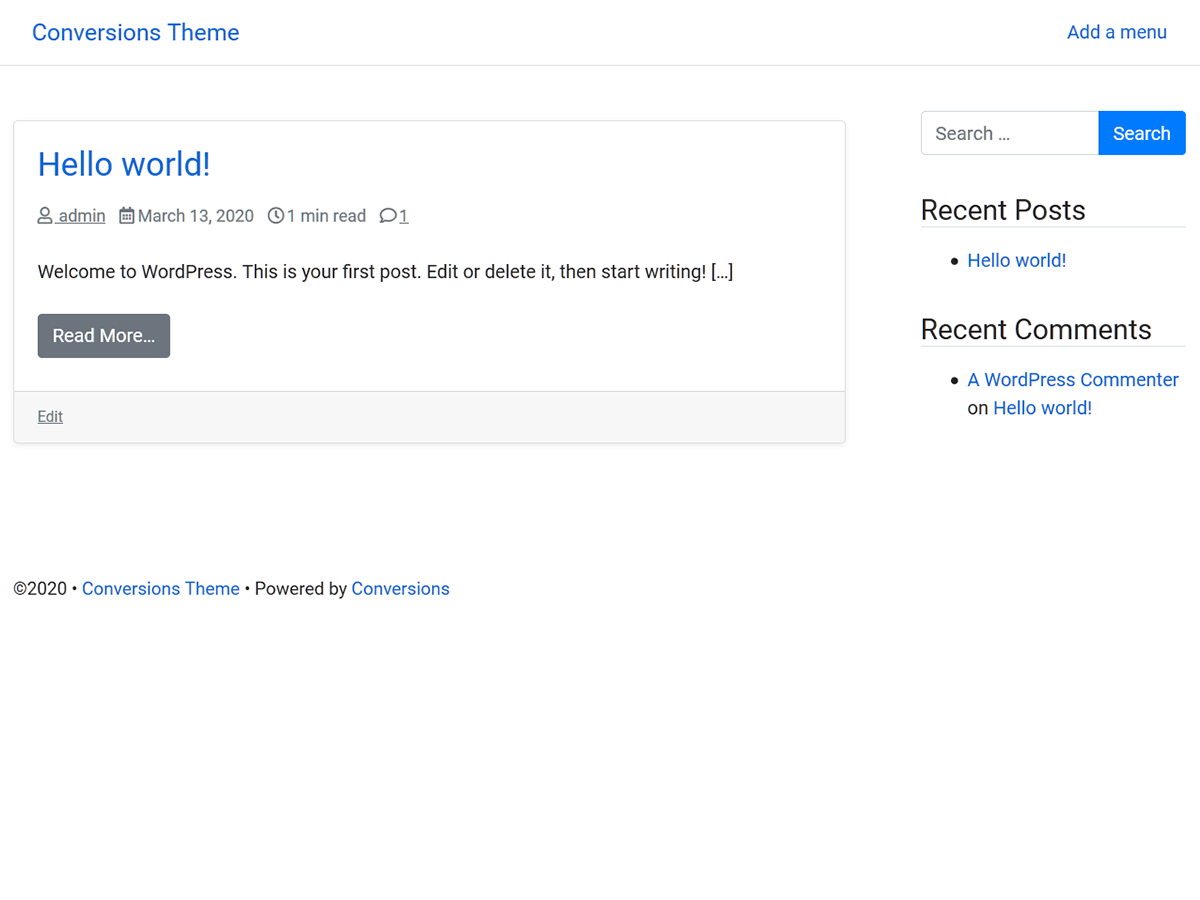 Conversions Theme
Add a menu
Hello world!
admin March 13, 2020 1 min read 1
Welcome to WordPress. This is your first post. Edit or delete it, then start writing! [...]
Read More...
Edit
Search ...
Search
Recent Posts
Hello world!
Recent Comments
A WordPress Commenter
on Hello world!
©2020 • Conversions Theme • Powered by Conversions